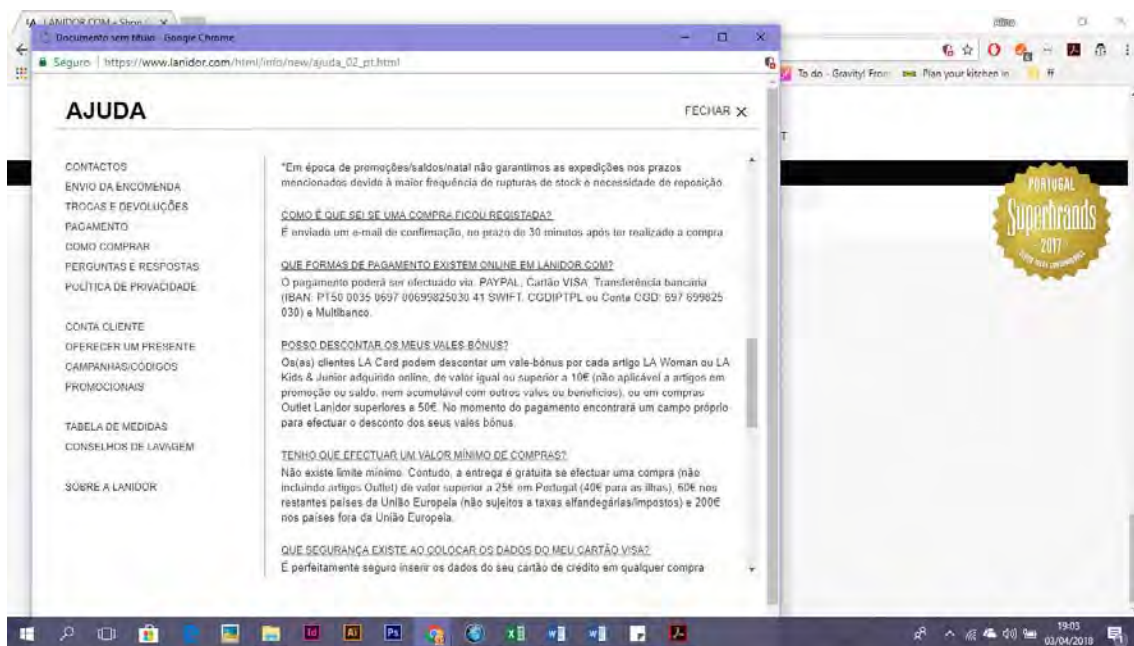 LANIDOR.COM - Shop
Documento sem título - Google Chrome
Seguro | https://www.lanidor.com/html/info/new/ajuda_02_pt.html
To do - Gravity! From
Plan your kitchen in
ff
AJUDA
FECHAR X
CONTACTOS
ENVIO DA ENCOMENDA
TROCAS E DEVOLUÇÕES
PAGAMENTO
COMO COMPRAR
PERGUNTAS E RESPOSTAS
POLÍTICA DE PRIVACIDADE
CONTA CLIENTE
OFERECER UM PRESENTE
CAMPANHAS/CÓDIGOS
PROMOCIONAIS
TABELA DE MEDIDAS
CONSELHOS DE LAVAGEM
SOBRE A LANIDOR
*Em época de promoções/saldos/natal não garantimos as expedições nos prazos
mencionados devido à maior frequência de rupturas de stock e necessidade de reposição.
COMO É QUE SEI SE UMA COMPRA FICOU REGISTADA?
É enviado um e-mail de confirmação, no prazo de 30 minutos após ter realizado a compra
QUE FORMAS DE PAGAMENTO EXISTEM ONLINE EM LANIDOR.COM?
O pagamento poderá ser efectuado via: PAYPAL, Cartão VISA, Transferência bancária
(IBAN: PT50 0035 0697 00699825030 41 SWIFT: CGDIPTPL ou Conta CGD: 697 699825
030) e Multibanco.
POSSO DESCONTAR OS MEUS VALES-BÓNUS?
Os(as) clientes LA Card podem descontar um vale-bónus por cada artigo LA Woman ou LA
Kids & Junior adquirido online, de valor igual ou superior a 10€ (não aplicável a artigos em
promoção ou saldo, nem acumulável com outros vales ou benefícios), ou em compras
Outlet Lanidor superiores a 50€. No momento do pagamento encontrará um campo próprio
para efectuar o desconto dos seus vales bónus.
TENHO QUE EFECTUAR UM VALOR MÍNIMO DE COMPRAS?
Não existe limite mínimo. Contudo, a entrega é gratuita se efectuar uma compra (não
incluindo artigos Outlet) de valor superior a 25€ em Portugal (40€ para as ilhas), 60€ nos
restantes países da União Europeia (não sujeitos a taxas alfandegárias/impostos) e 200€
nos países fora da União Europeia.
QUE SEGURANÇA EXISTE AO COLOCAR OS DADOS DO MEU CARTÃO VISA?
É perfeitamente seguro inserir os dados do seu cartão de crédito em qualquer compra
T
PORTUGAL
Superbrands
2017
19:03
03/04/2018